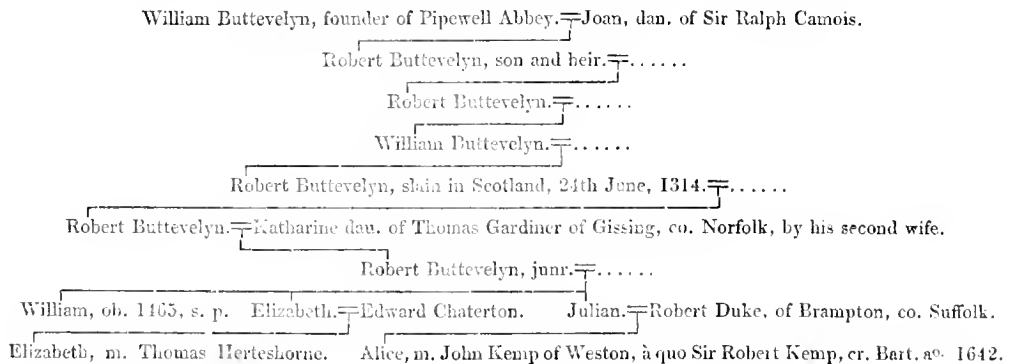 William Buttevelyn, founder of Pipewell Abbey.=Joan, dan. of Sir Ralph Camois.
Robert Buttevelyn, son and heir.=......
Robert Buttevelyn.=......
William Buttevelyn.=......
Robert Buttevelyn, slain in Scotland, 24th June, 1314.=......
Robert Buttevelyn.=Katharine dau. of Thomas Gardiner of Gissing, co. Norfolk, by his second wife.
Robert Buttevelyn, junr.=......
William, ob. 1465, s. p. Elizabeth.=Edward Chaterton. Julian.=Robert Duke, of Brampton, co. Suffolk.
Elizabeth, m. Thomas Herteshorne. Alice, m. John Kemp of Weston, à quo Sir Robert Kemp, cr. Bart. ao. 1642.